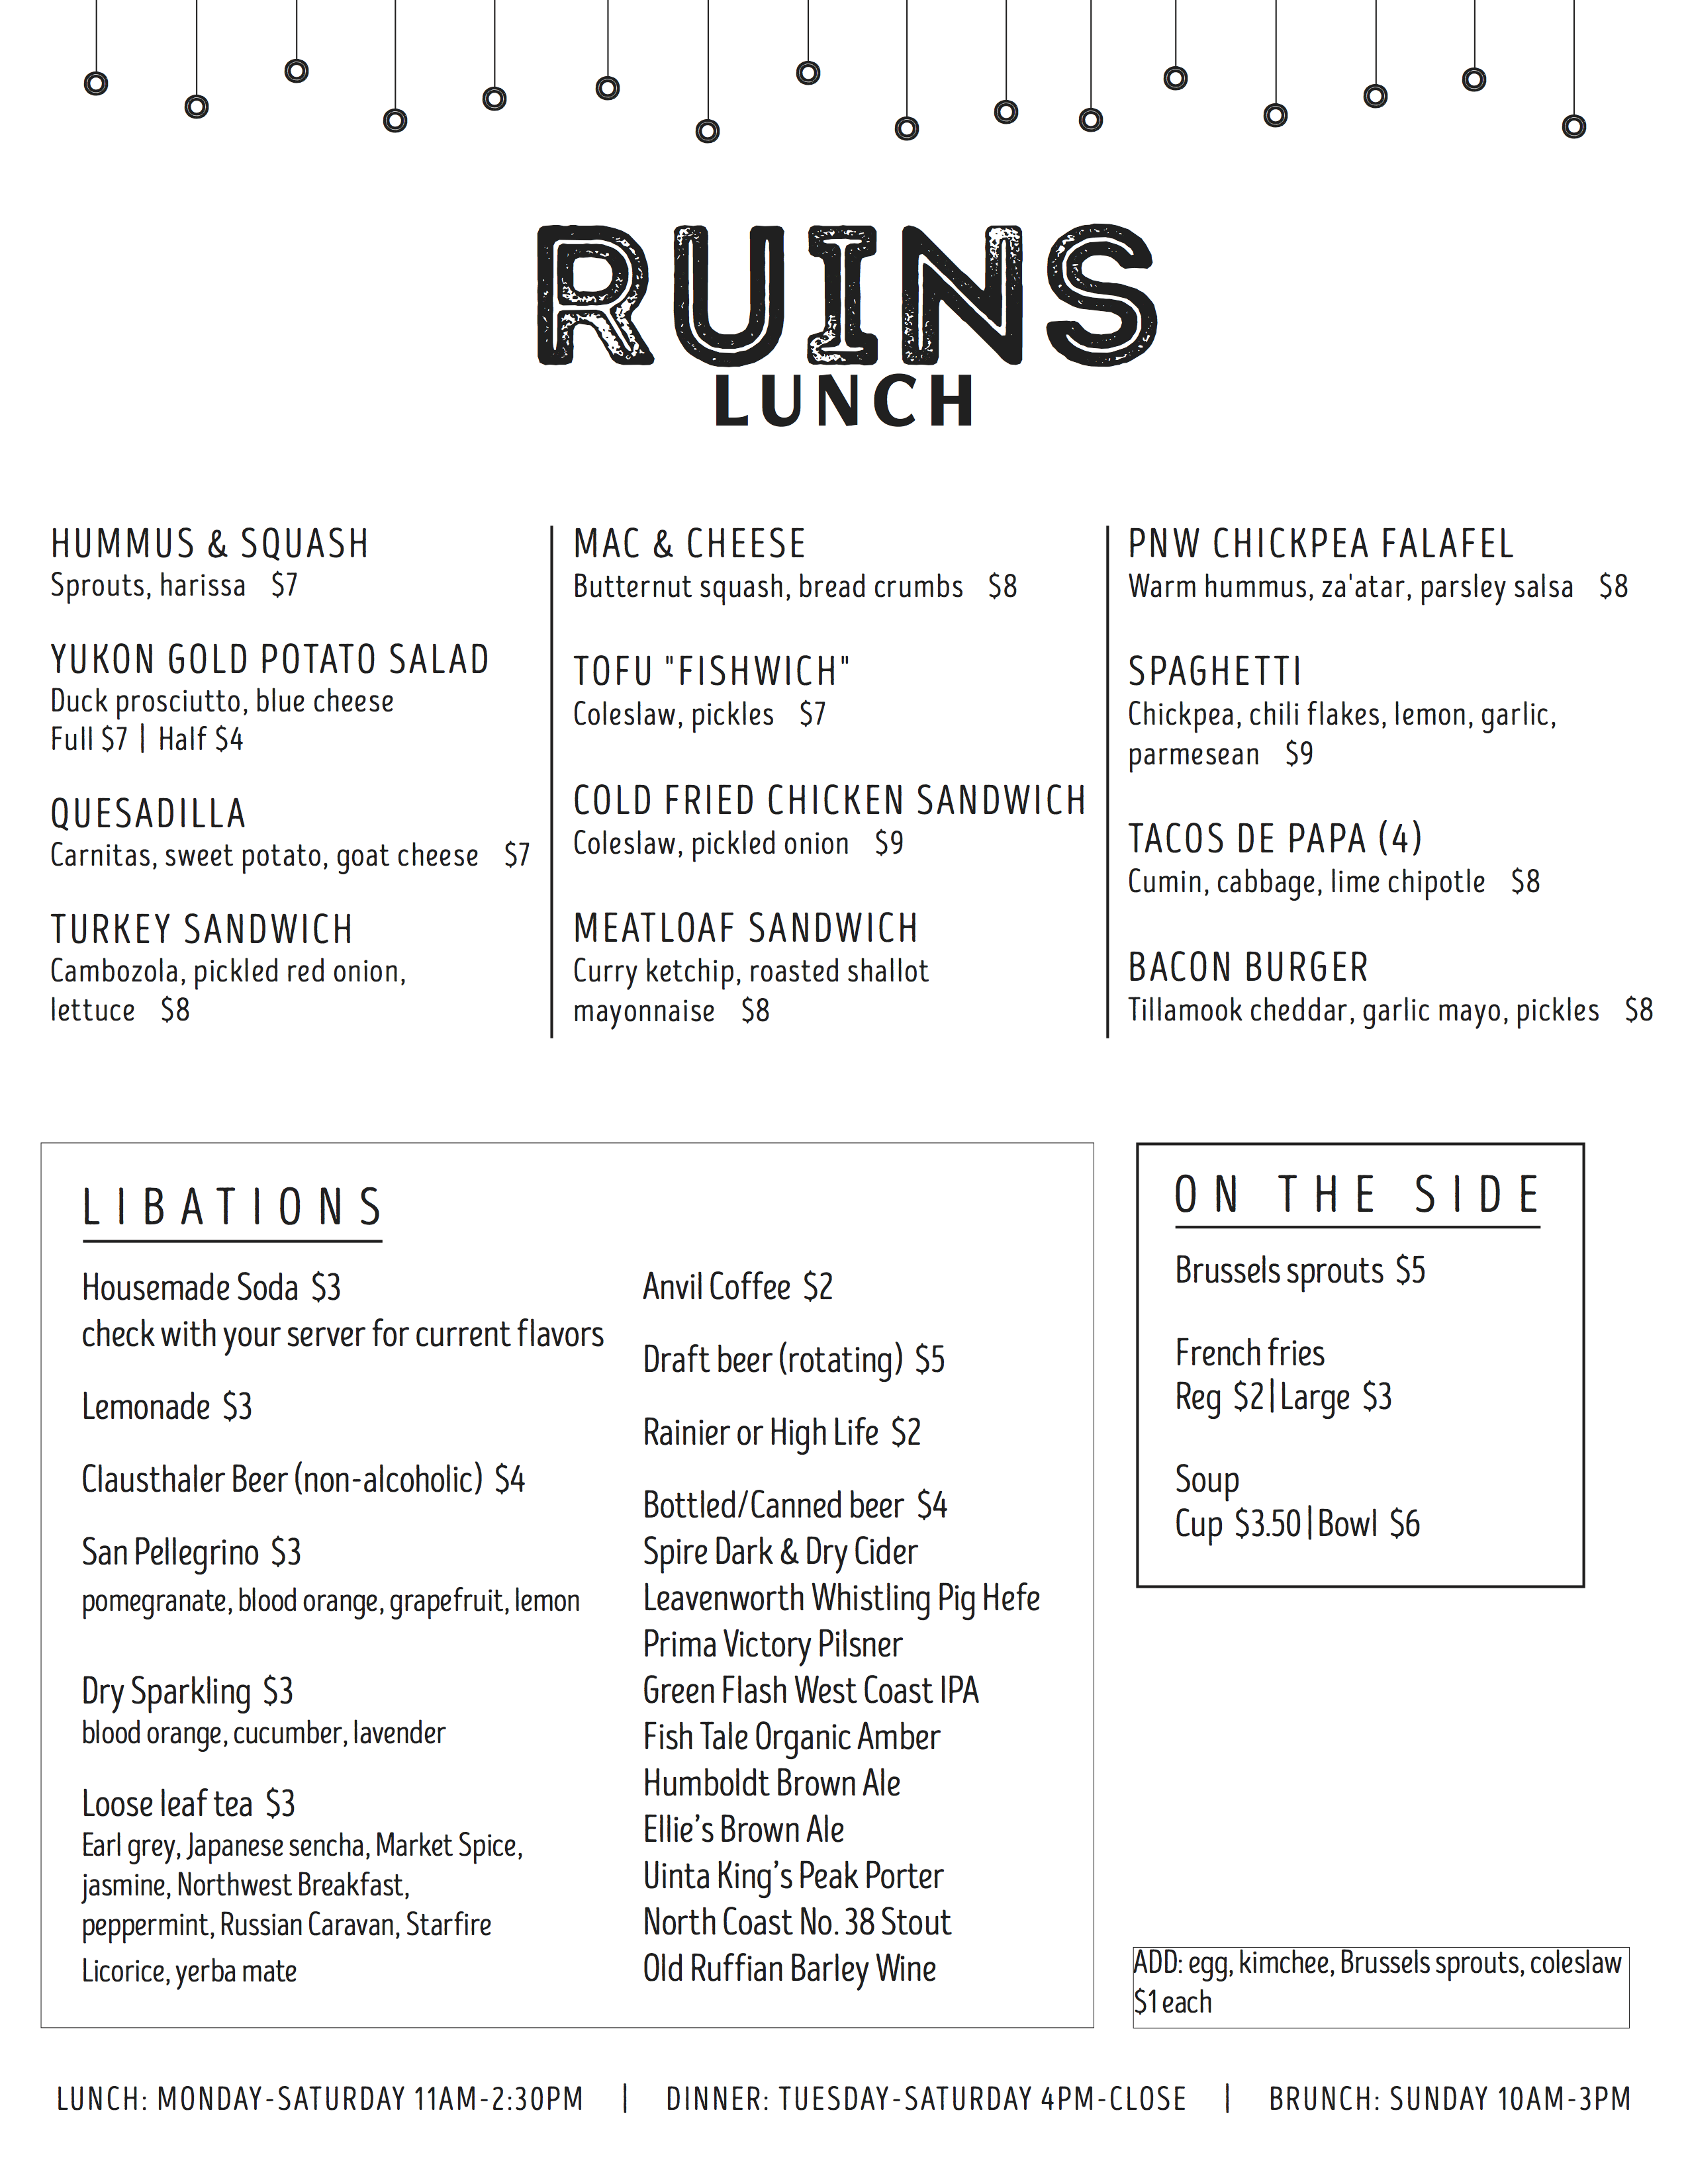 RUINS
LUNCH
HUMMUS & SQUASH
Sprouts, harissa $7
YUKON GOLD POTATO SALAD
Duck prosciutto, blue cheese
Full $7 | Half $4
QUESADILLA
Carnitas, sweet potato, goat cheese $7
TURKEY SANDWICH
Cambozola, pickled red onion,
lettuce $8
MAC & CHEESE
Butternut squash, bread crumbs $8
TOFU "FISHWICH"
Coleslaw, pickles $7
COLD FRIED CHICKEN SANDWICH
Coleslaw, pickled onion $9
MEATLOAF SANDWICH
Curry ketchip, roasted shallot
mayonnaise $8
PNW CHICKPEA FALAFEL
Warm hummus, za'atar, parsley salsa $8
SPAGHETTI
Chickpea, chili flakes, lemon, garlic,
parmesean $9
TACOS DE PAPA (4)
Cumin, cabbage, lime chipotle $8
BACON BURGER
Tillamook cheddar, garlic mayo, pickles $8
LIBATIONS
Housemade Soda $3
check with your server for current flavors
Lemonade $3
Clausthaler Beer (non-alcoholic) $4
San Pellegrino $3
pomegranate, blood orange, grapefruit, lemon
Dry Sparkling $3
blood orange, cucumber, lavender
Loose leaf tea $3
Earl grey, Japanese sencha, Market Spice,
jasmine, Northwest Breakfast,
peppermint, Russian Caravan, Starfire
Licorice, yerba mate
Anvil Coffee $2
Draft beer (rotating) $5
Rainier or High Life $2
Bottled/Canned beer $4
Spire Dark & Dry Cider
Leavenworth Whistling Pig Hefe
Prima Victory Pilsner
Green Flash West Coast IPA
Fish Tale Organic Amber
Humboldt Brown Ale
Ellie’s Brown Ale
Uinta King’s Peak Porter
North Coast No. 38 Stout
Old Ruffian Barley Wine
ON THE SIDE
Brussels sprouts $5
French fries
Reg $2|Large $3
Soup
Cup $3.50|Bowl $6
ADD: egg, kimchee, Brussels sprouts, coleslaw
$1 each
LUNCH: MONDAY-SATURDAY 11AM-2:30PM | DINNER: TUESDAY-SATURDAY 4PM-CLOSE | BRUNCH: SUNDAY 10AM-3PM